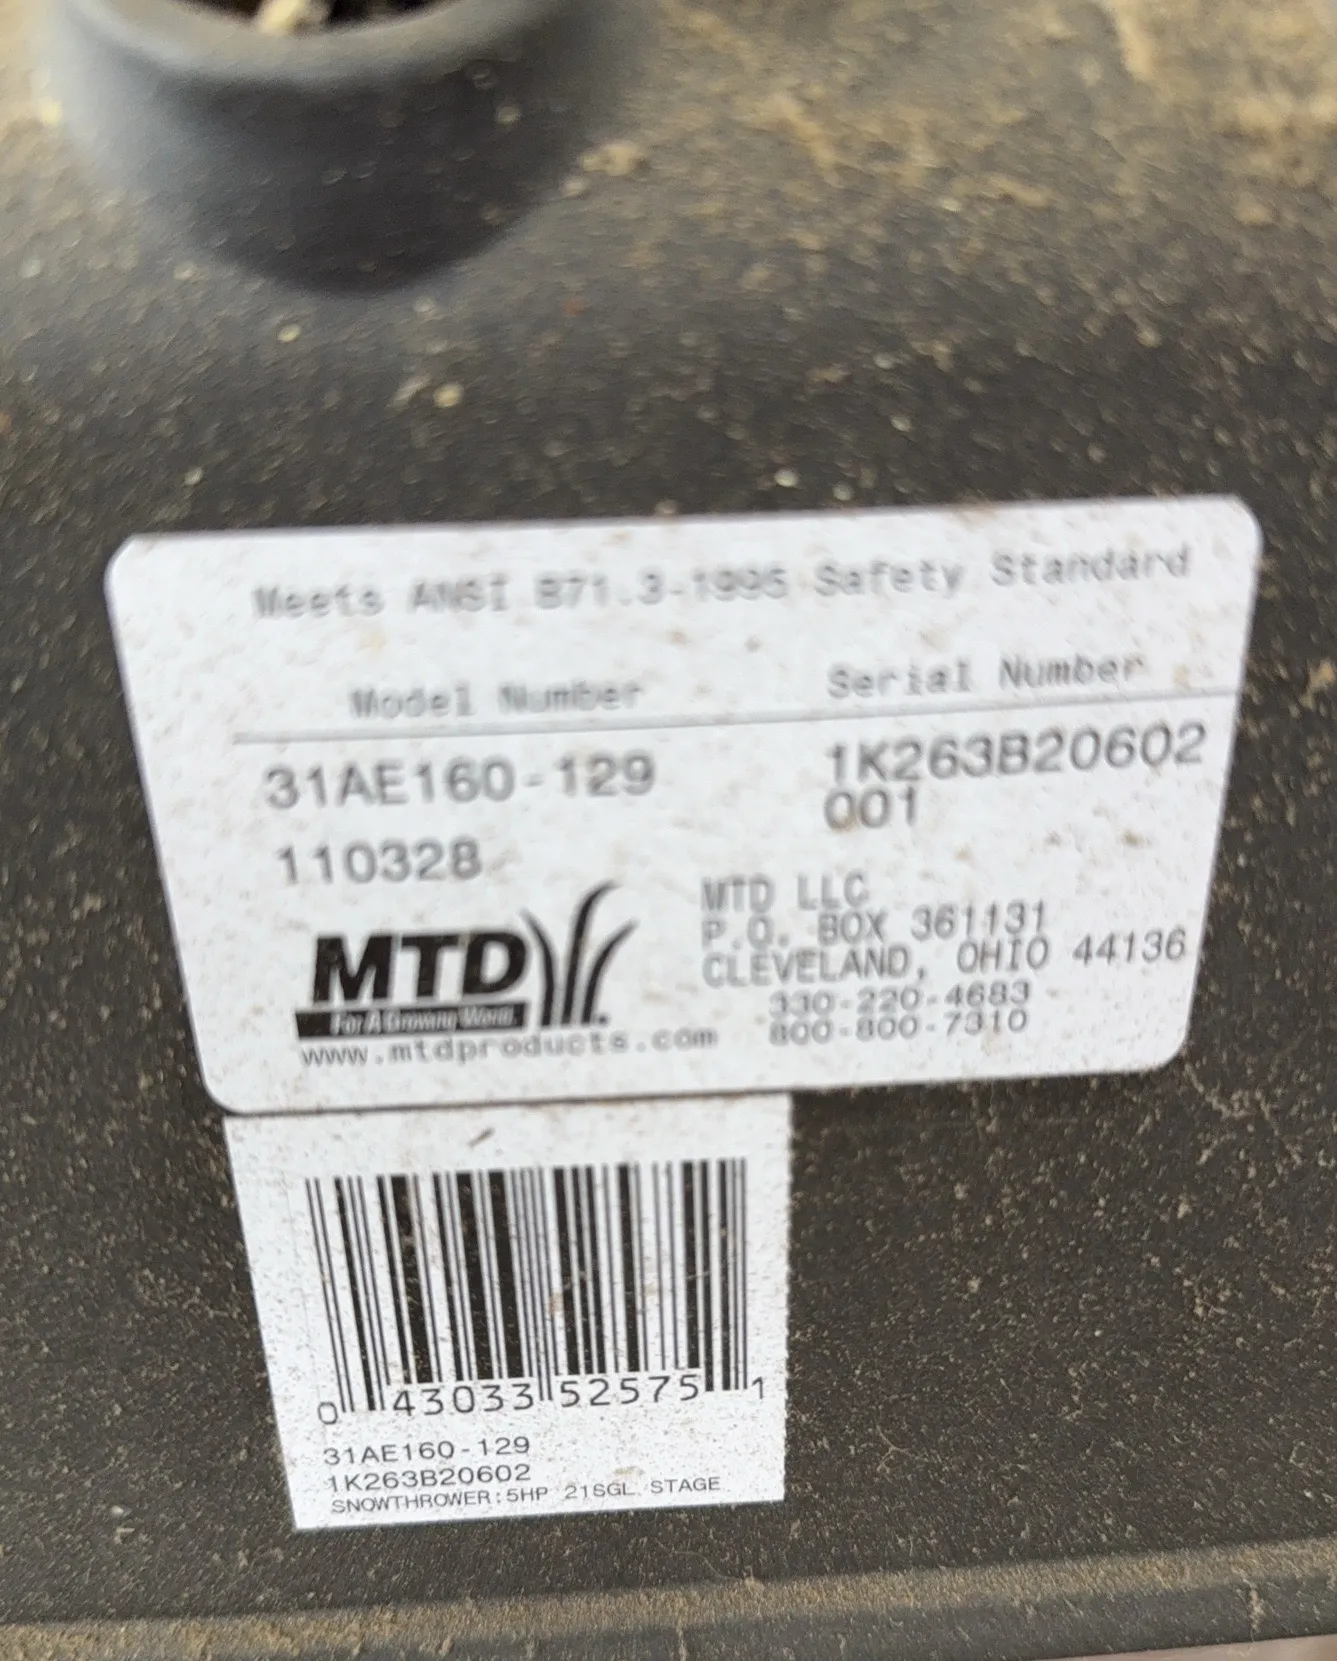 Meets ANSI B71.3-1995 Safety Standard
Model Number Serial Number
31AE160-129 1K263B20602
001
110328
MTD
For A Growing World.
www.mtdproducts.com
MTD LLC
P.O. BOX 361131
CLEVELAND, OHIO 44136
330-220-4683
800-800-7310
0 43033 52575 1
31AE160-129
1K263B20602
SNOWTHROWER:5HP 21SGL STAGE